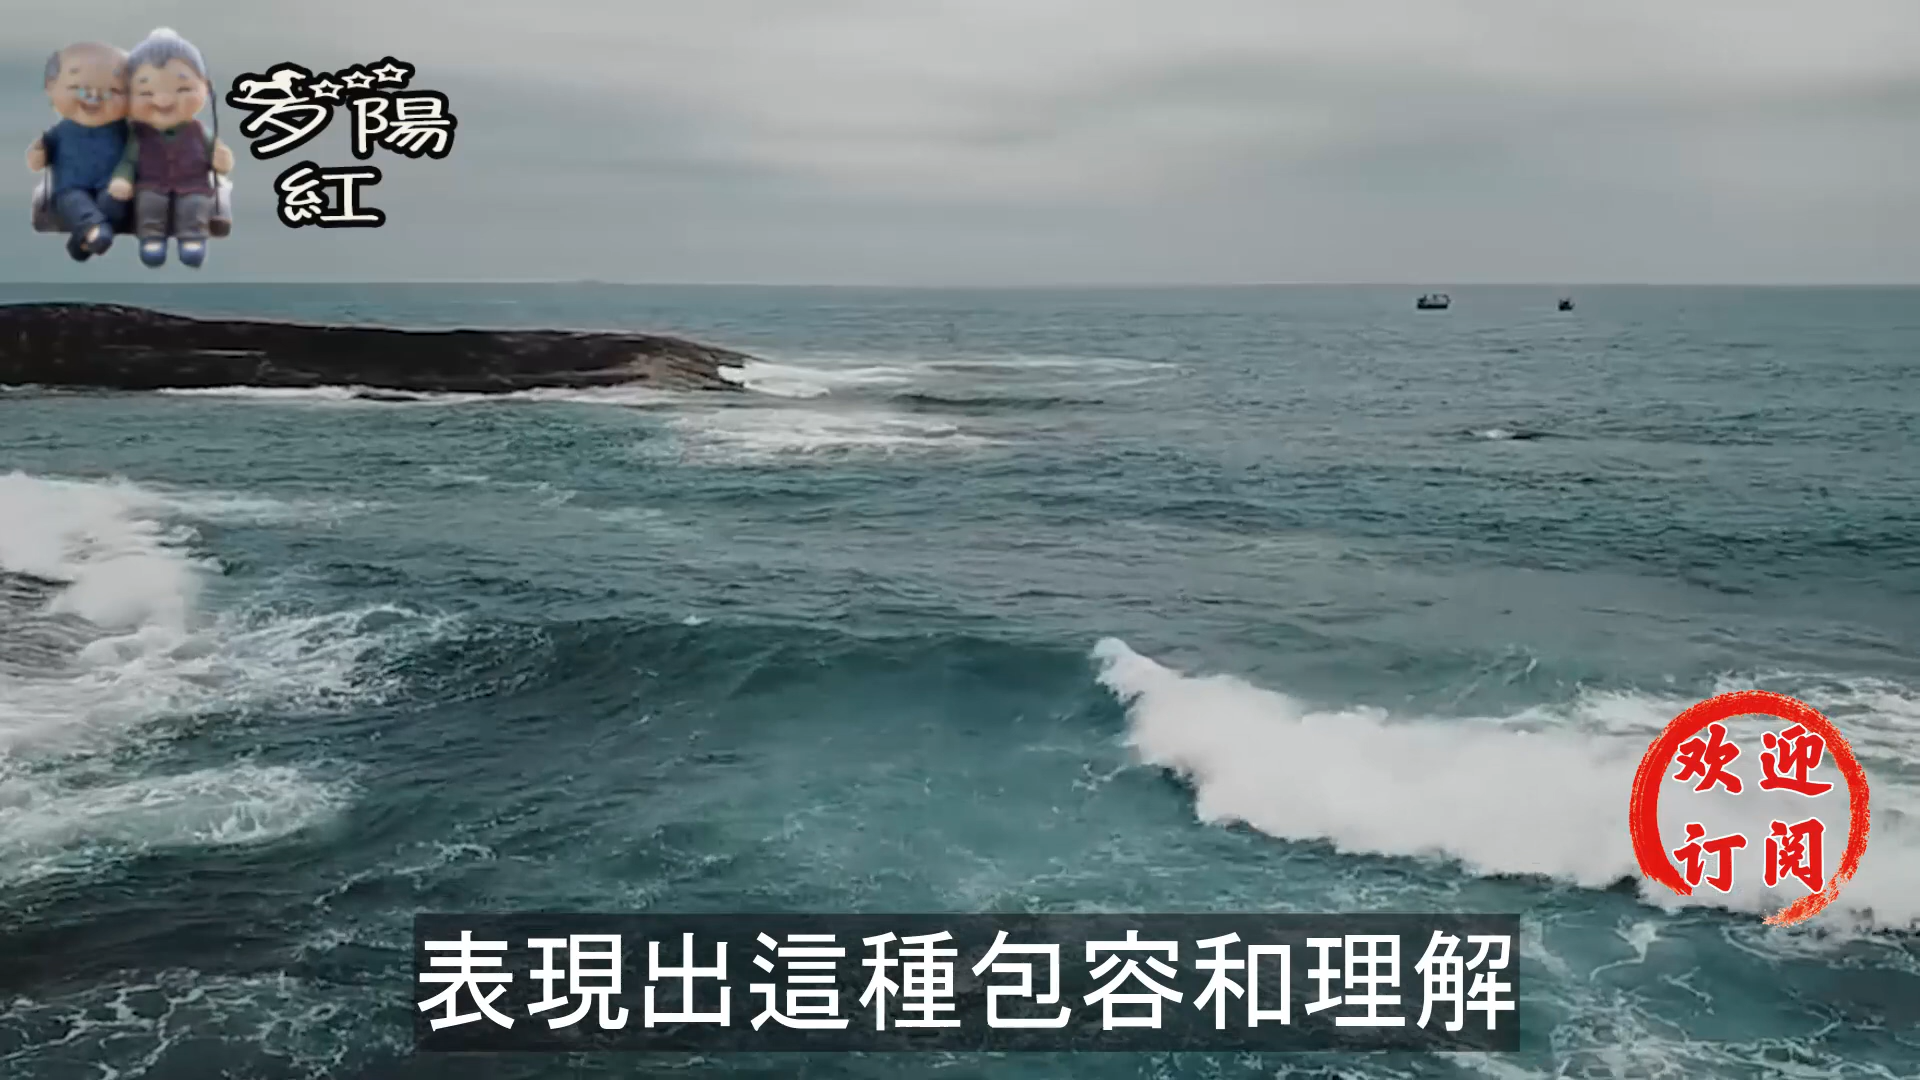 夕陽
紅
欢迎
订阅
表現出這種包容和理解